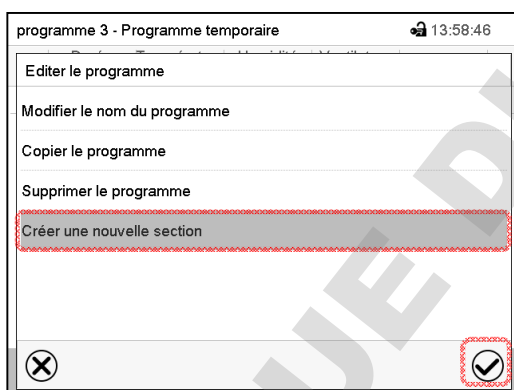 programme 3 - Programme temporaire 13:58:46
Editer le programme
Modifier le nom du programme
Copier le programme
Supprimer le programme
Créer une nouvelle section
UE D